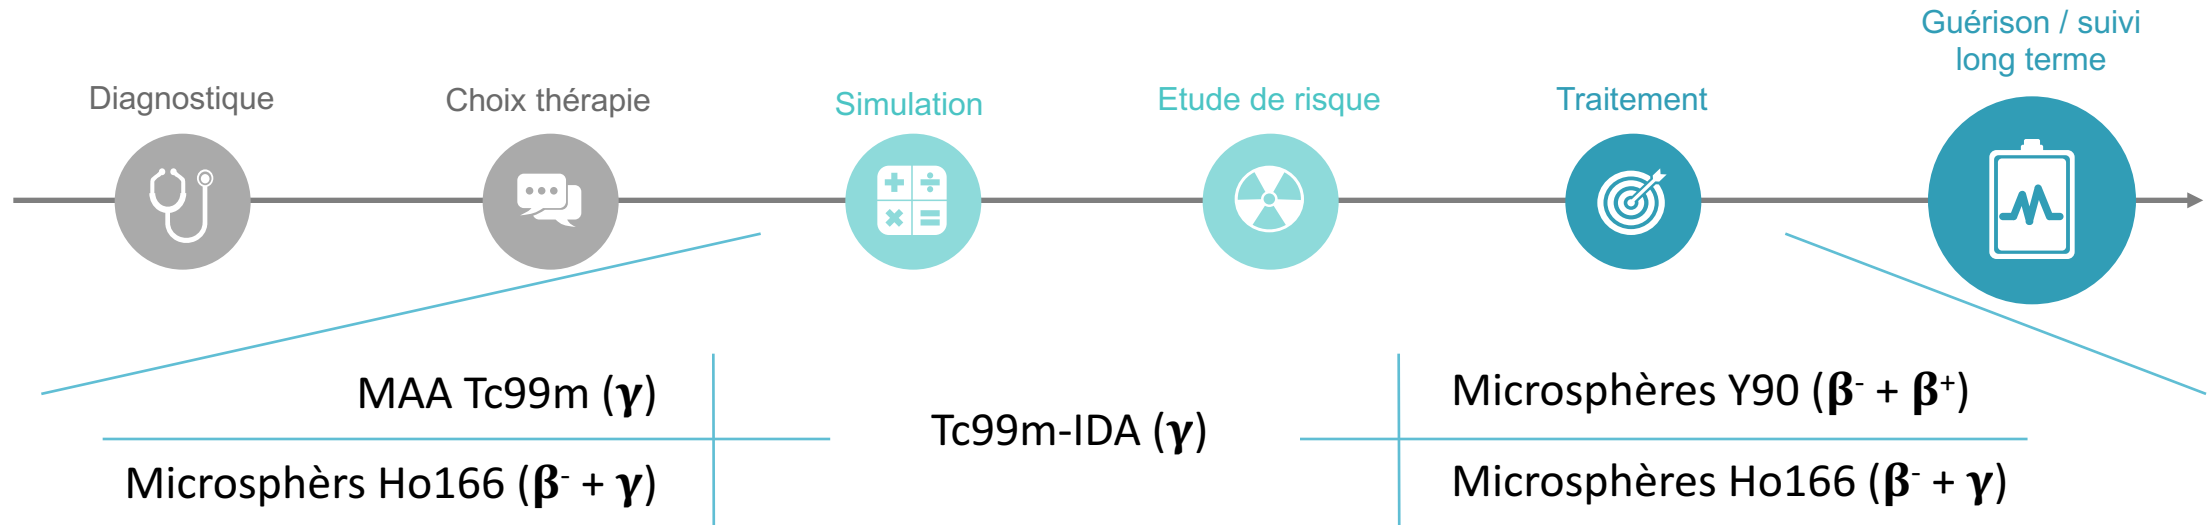 Diagnostique
Choix thérapie
Simulation
Etude de risque
Traitement
Guérison / suivi
long terme
MAA Tc99m (γ)
Microsphèrs Ho166 (β- + γ)
Tc99m-IDA (γ)
Microsphères Y90 (β- + β+)
Microsphères Ho166 (β- + γ)